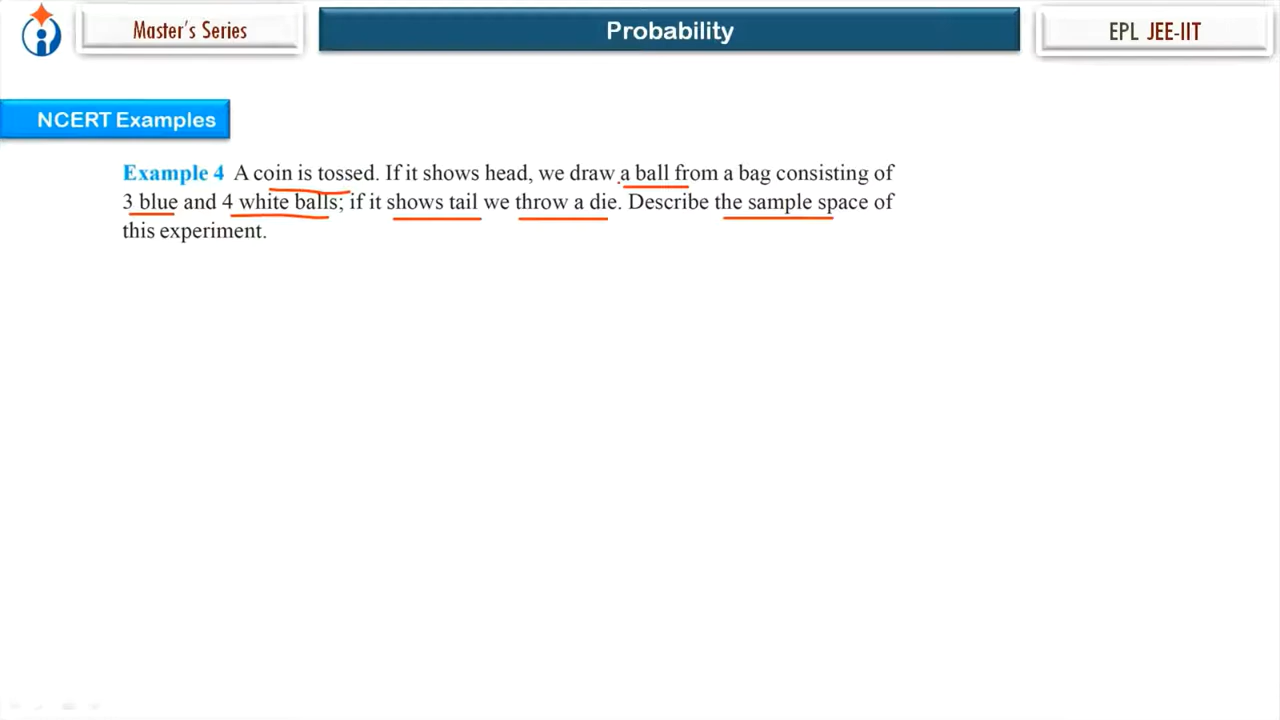 Master's Series
Probability
EPL JEE-IIT
NCERT Examples
Example 4 A coin is tossed. If it shows head, we draw a ball from a bag consisting of
3 blue and 4 white balls; if it shows tail we throw a die. Describe the sample space of
this experiment.